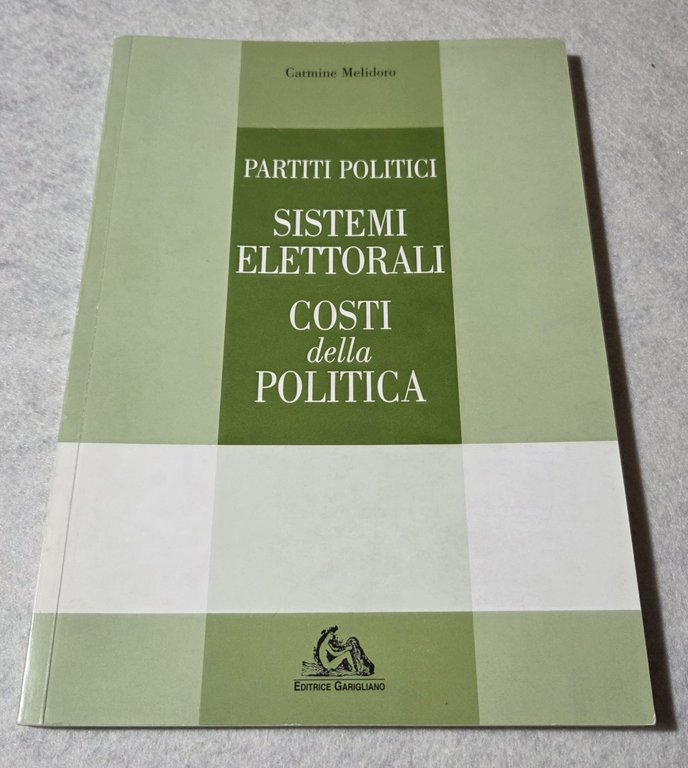 Carmine Melidoro
PARTITI POLITICI
SISTEMI
ELETTORALI
COSTI
della
POLITICA
EDITRICE GARIGLIANO